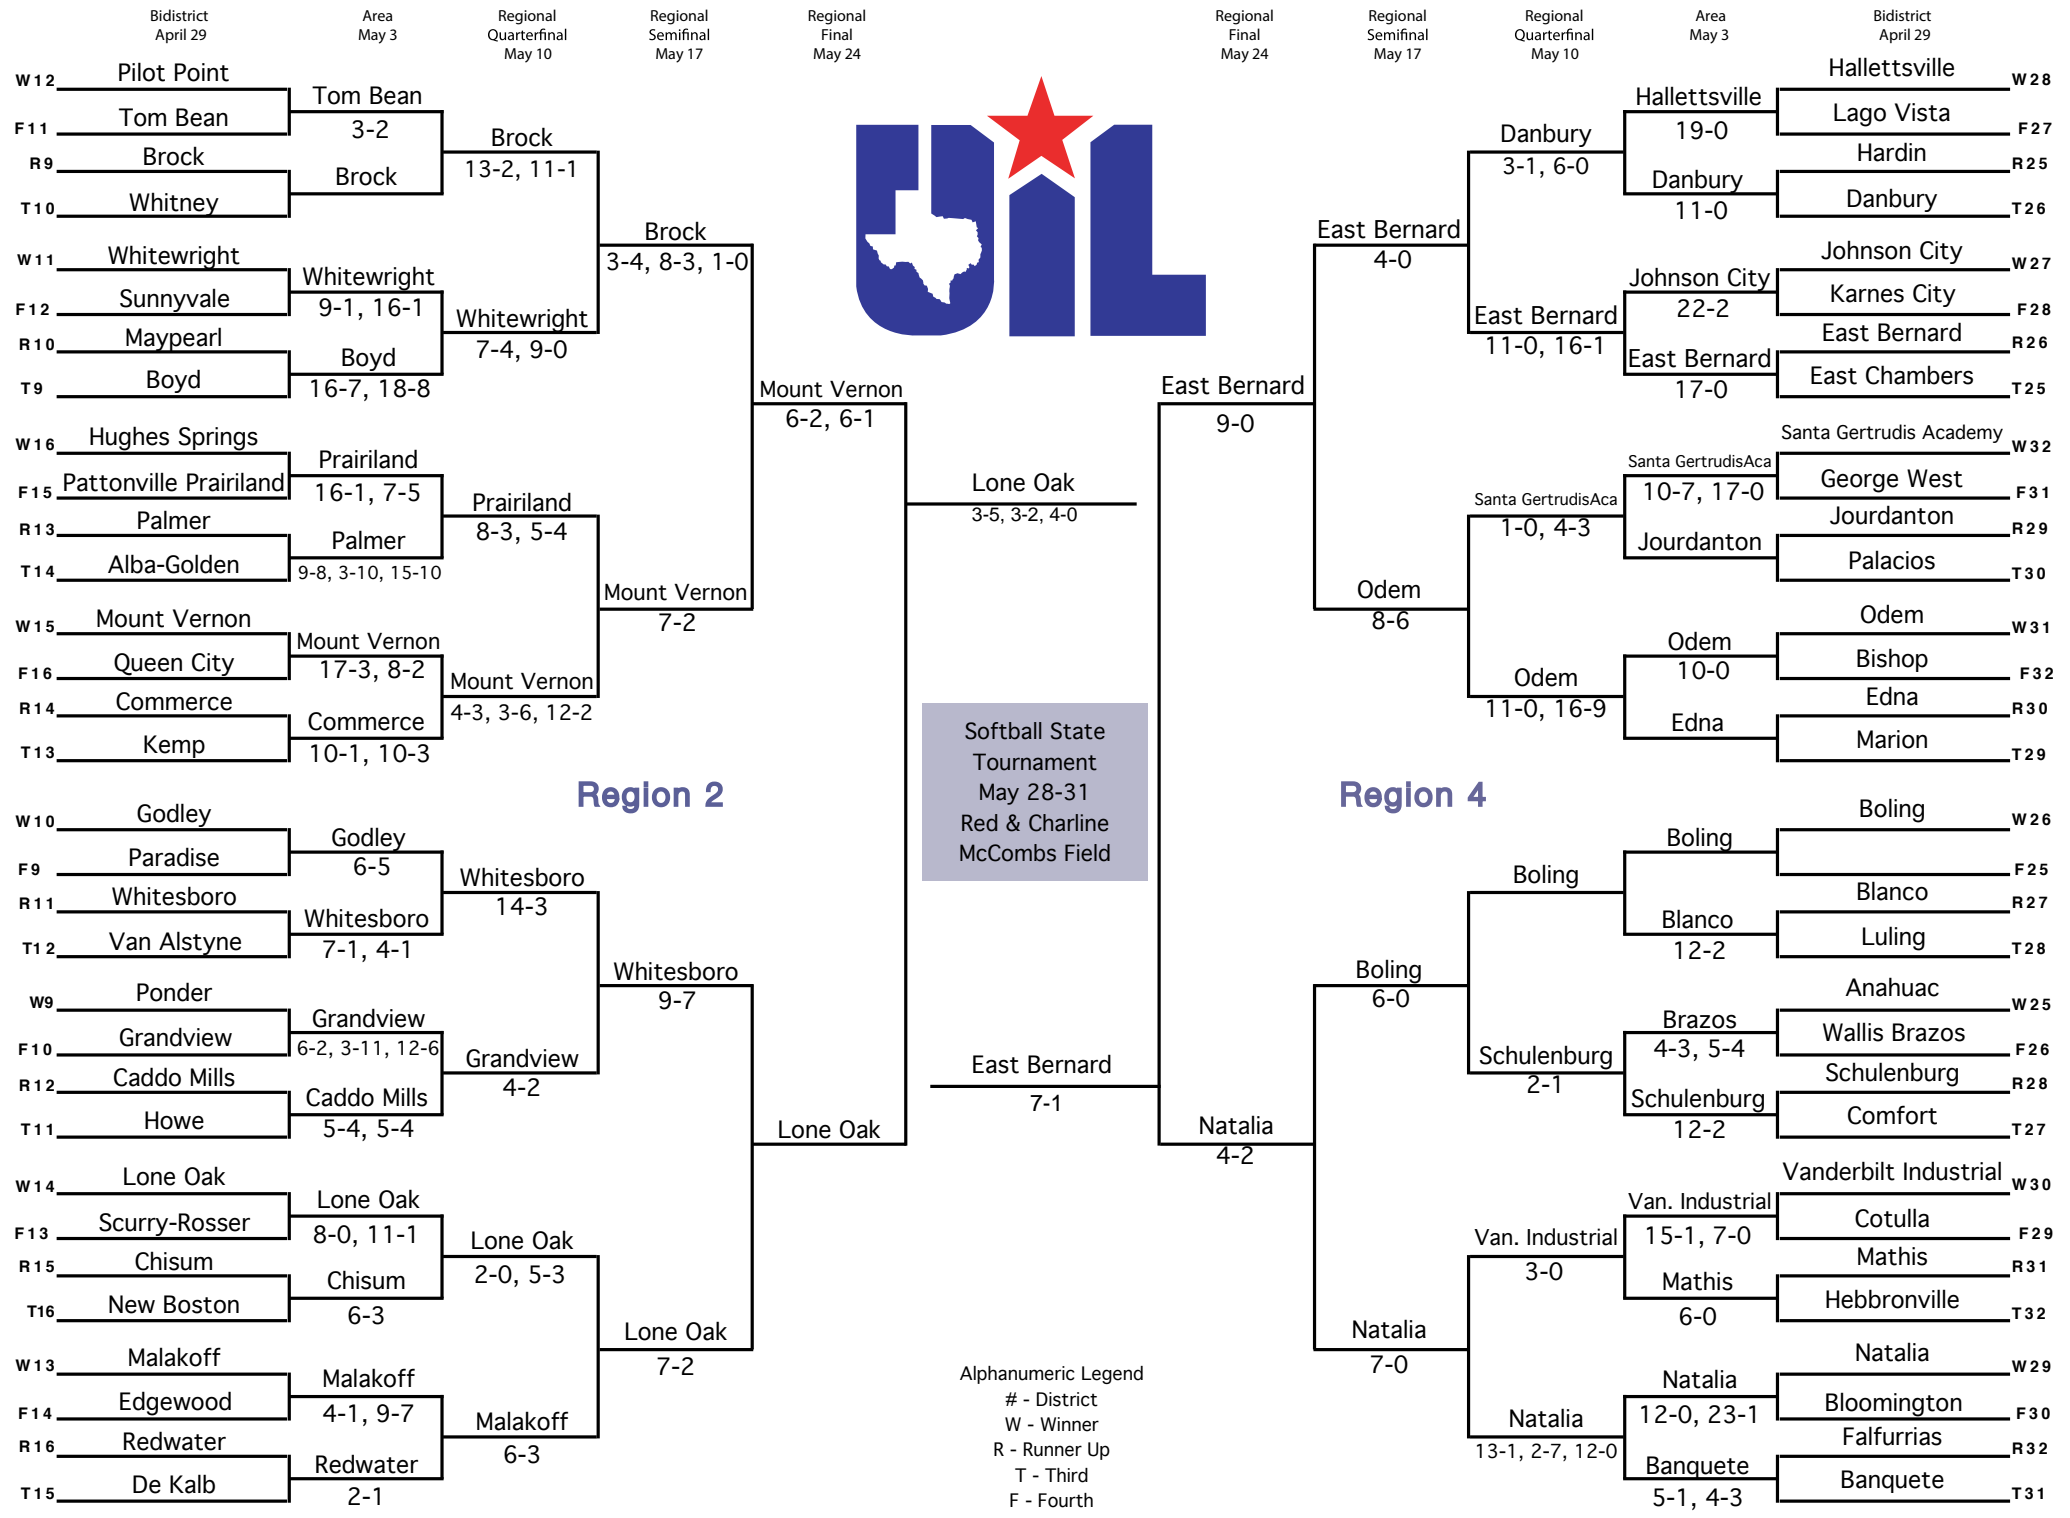 Bidistrict
April 29
Area
May 3
Regional
Quarterfinal
May 10
Regional
Semifinal
May 17
Regional
Final
May 24
Regional
Final
May 24
Regional
Semifinal
May 17
Regional
Quarterfinal
May 10
Area
May 3
Bidistrict
April 29
W12 Pilot Point
F11 Tom Bean
R9 Brock
T10 Whitney
W11 Whitewright
F12 Sunnyvale
R10 Maypearl
T9 Boyd
W16 Hughes Springs
F15 Pattonville Prairiland
R13 Palmer
T14 Alba-Golden
W15 Mount Vernon
F16 Queen City
R14 Commerce
T13 Kemp
W10 Godley
F9 Paradise
R11 Whitesboro
T12 Van Alstyne
W9 Ponder
F10 Grandview
R12 Caddo Mills
T11 Howe
W14 Lone Oak
F13 Scurry-Rosser
R15 Chisum
T16 New Boston
W13 Malakoff
F14 Edgewood
R16 Redwater
T15 De Kalb
Tom Bean
3-2
Brock
Whitewright
9-1, 16-1
Boyd
16-7, 18-8
Prairiland
16-1, 7-5
Palmer
9-8, 3-10, 15-10
Mount Vernon
17-3, 8-2
Commerce
10-1, 10-3
Godley
6-5
Whitesboro
7-1, 4-1
Grandview
6-2, 3-11, 12-6
Caddo Mills
5-4, 5-4
Lone Oak
8-0, 11-1
Chisum
6-3
Malakoff
4-1, 9-7
Redwater
2-1
Brock
13-2, 11-1
Whitewright
7-4, 9-0
Prairiland
8-3, 5-4
Mount Vernon
4-3, 3-6, 12-2
Whitesboro
14-3
Grandview
4-2
Lone Oak
2-0, 5-3
Malakoff
6-3
Brock
3-4, 8-3, 1-0
Mount Vernon
7-2
Region 2
Whitesboro
9-7
Lone Oak
7-2
Mount Vernon
6-2, 6-1
Lone Oak
UIL
Lone Oak
3-5, 3-2, 4-0
Softball State
Tournament
May 28-31
Red & Charline
McCombs Field
East Bernard
7-1
Alphanumeric Legend
# - District
W - Winner
R - Runner Up
T - Third
F - Fourth
East Bernard
9-0
Natalia
4-2
East Bernard
4-0
Odem
8-6
Region 4
Boling
6-0
Natalia
7-0
Danbury
3-1, 6-0
East Bernard
11-0, 16-1
Santa GertrudisAca
1-0, 4-3
Odem
11-0, 16-9
Boling
Schulenburg
2-1
Van. Industrial
3-0
Natalia
13-1, 2-7, 12-0
Hallettsville
19-0
Danbury
11-0
Johnson City
22-2
East Bernard
17-0
Santa GertrudisAca
10-7, 17-0
Jourdanton
Odem
10-0
Edna
Boling
Blanco
12-2
Brazos
4-3, 5-4
Schulenburg
12-2
Van. Industrial
15-1, 7-0
Mathis
6-0
Natalia
12-0, 23-1
Banquete
5-1, 4-3
Hallettsville W28
Lago Vista F27
Hardin R25
Danbury T26
Johnson City W27
Karnes City F28
East Bernard R26
East Chambers T25
Santa Gertrudis Academy W32
George West F31
Jourdanton R29
Palacios T30
Odem W31
Bishop F32
Edna R30
Marion T29
Boling W26
F25
Blanco R27
Luling T28
Anahuac W25
Wallis Brazos F26
Schulenburg R28
Comfort T27
Vanderbilt Industrial W30
Cotulla F29
Mathis R31
Hebbronville T32
Natalia W29
Bloomington F30
Falfurrias R32
Banquete T31